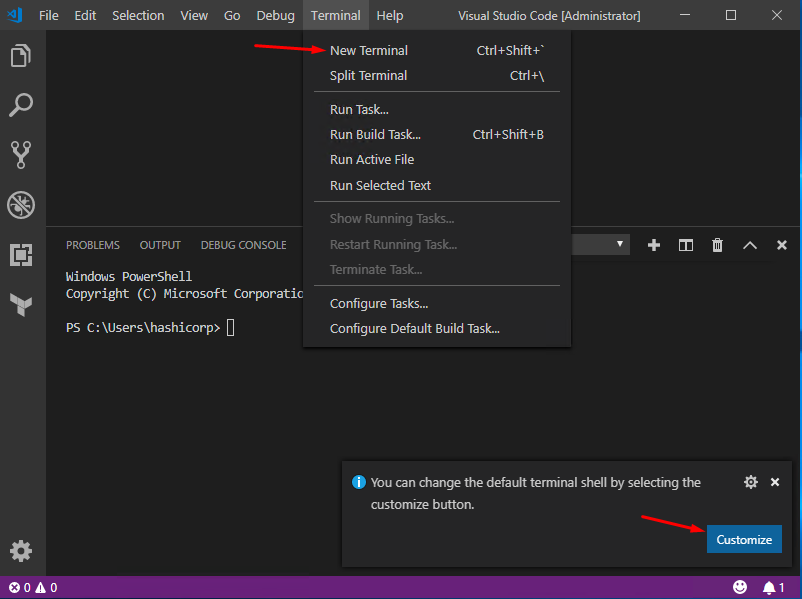 File Edit Selection View Go Debug Terminal Help Visual Studio Code [Administrator]
New Terminal Ctrl+Shift+`
Split Terminal Ctrl+\
Run Task...
Run Build Task... Ctrl+Shift+B
Run Active File
Run Selected Text
Show Running Tasks...
Restart Running Task...
Terminate Task...
Configure Tasks...
Configure Default Build Task...
PROBLEMS OUTPUT DEBUG CONSOLE
Windows PowerShell
Copyright (C) Microsoft Corporatio
PS C:\Users\hashicorp>
You can change the default terminal shell by selecting the
customize button.
Customize
0 0 1